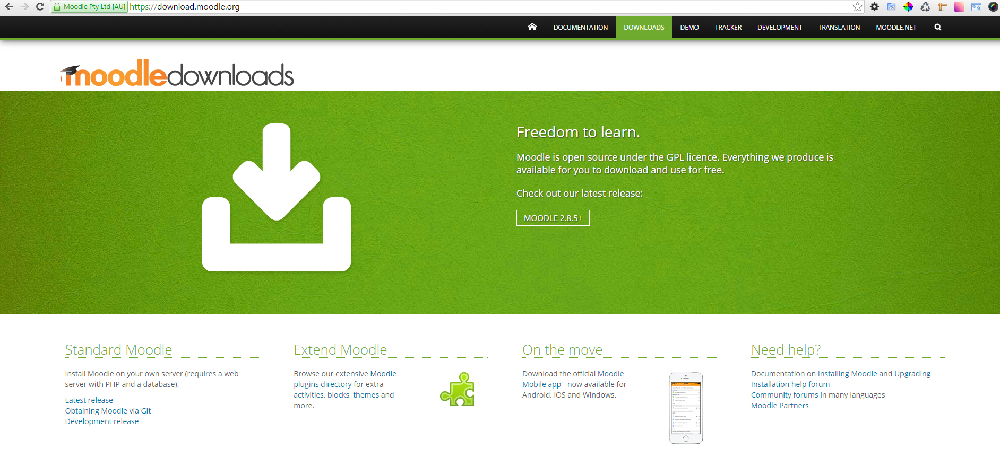 Moodle Pty Ltd [AU] https://download.moodle.org
DOCUMENTATION DOWNLOADS DEMO TRACKER DEVELOPMENT TRANSLATION MOODLE.NET
moodledownloads
Freedom to learn.
Moodle is open source under the GPL licence. Everything we produce is
available for you to download and use for free.
Check out our latest release:
MOODLE 2.8.5+
Standard Moodle
Install Moodle on your own server (requires a web
server with PHP and a database).
Latest release
Obtaining Moodle via Git
Development release
Extend Moodle
Browse our extensive Moodle
plugins directory for extra
activities, blocks, themes and
more.
On the move
Download the official Moodle
Mobile app - now available for
Android, iOS and Windows.
Need help?
Documentation on Installing Moodle and Upgrading
Installation help forum
Community forums in many languages
Moodle Partners